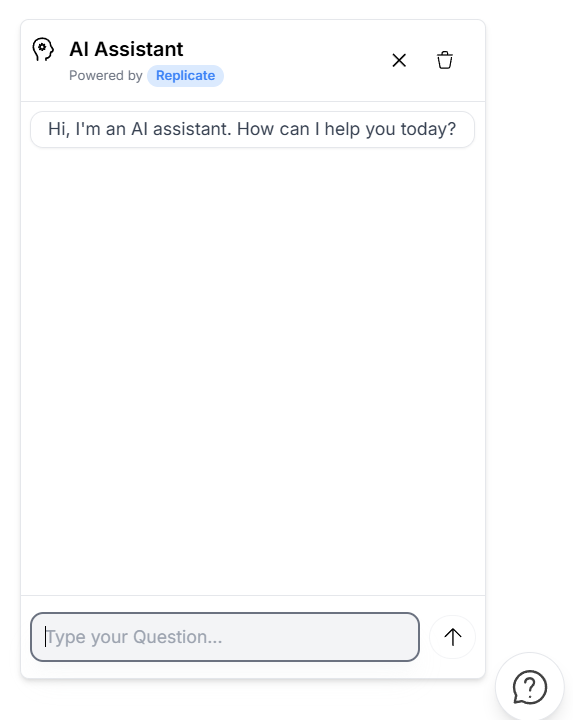 AI Assistant
Powered by Replicate
Hi, I'm an AI assistant. How can I help you today?
Type your Question...